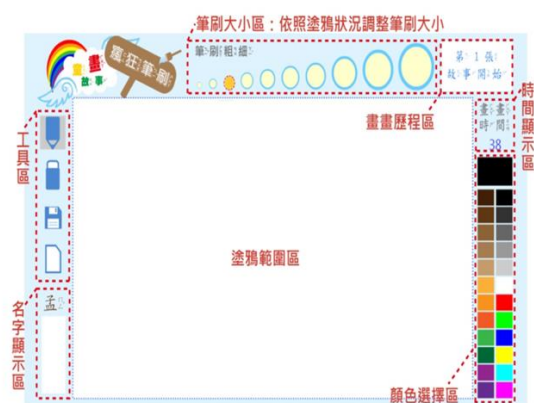 筆刷大小區：依照塗鴉狀況調整筆刷大小
畫畫
故事
瘋狂筆刷
筆刷粗細
第1張
故事開始
畫畫歷程區
時間顯示區
畫畫
時間
38
工具區
塗鴉範圍區
孟
名字顯示區
顏色選擇區